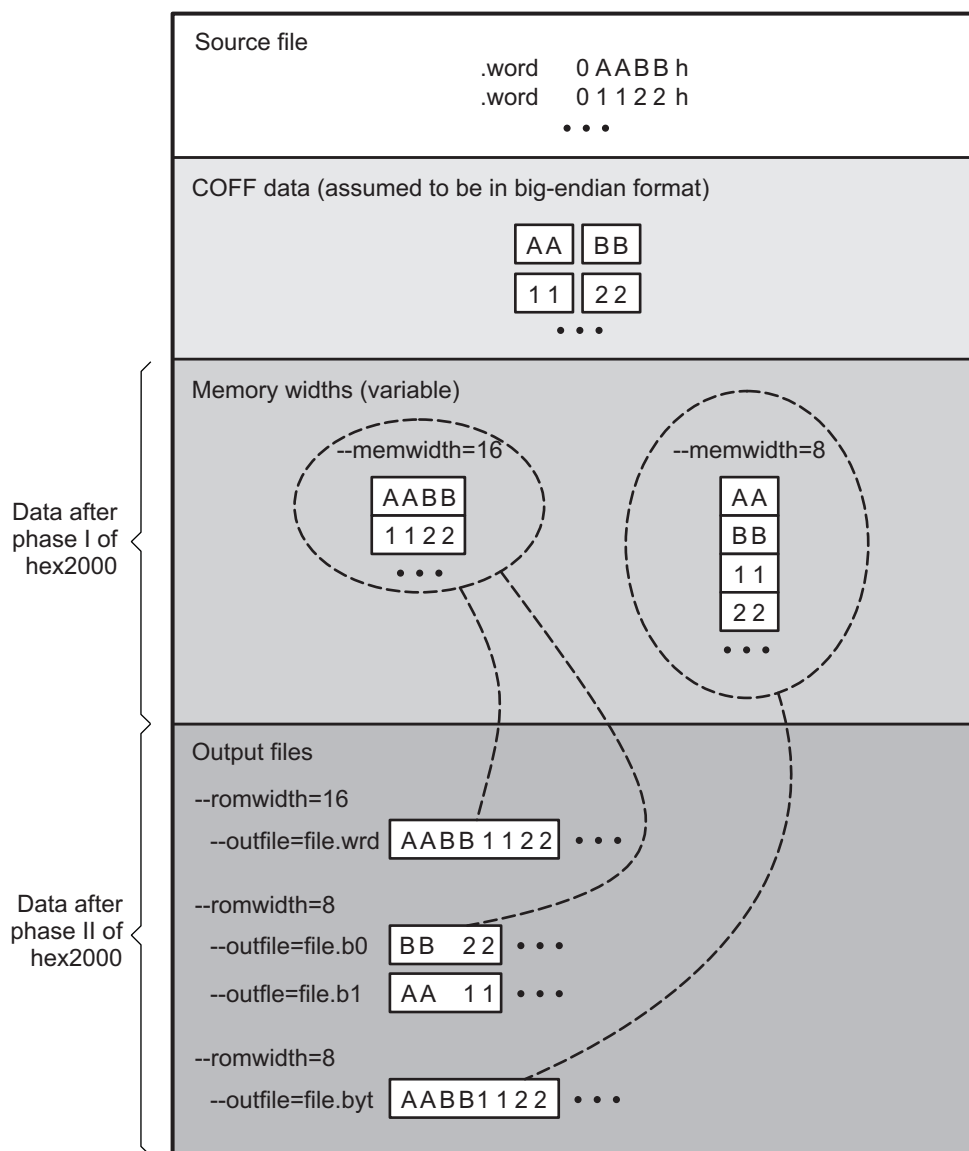 Source file
.word 0AABBh
.word 01122h
• • •
COFF data (assumed to be in big-endian format)
AA BB
11 22
• • •
Memory widths (variable)
--memwidth=16
AABB
1122
• • •
--memwidth=8
AA
BB
11
22
• • •
Data after
phase I of
hex2000
Output files
--romwidth=16
--outfile=file.wrd AABB1122 • • •
--romwidth=8
--outfile=file.b0 BB 22 • • •
--outfle=file.b1 AA 11 • • •
--romwidth=8
--outfile=file.byt AABB1122 • • •
Data after
phase II of
hex2000